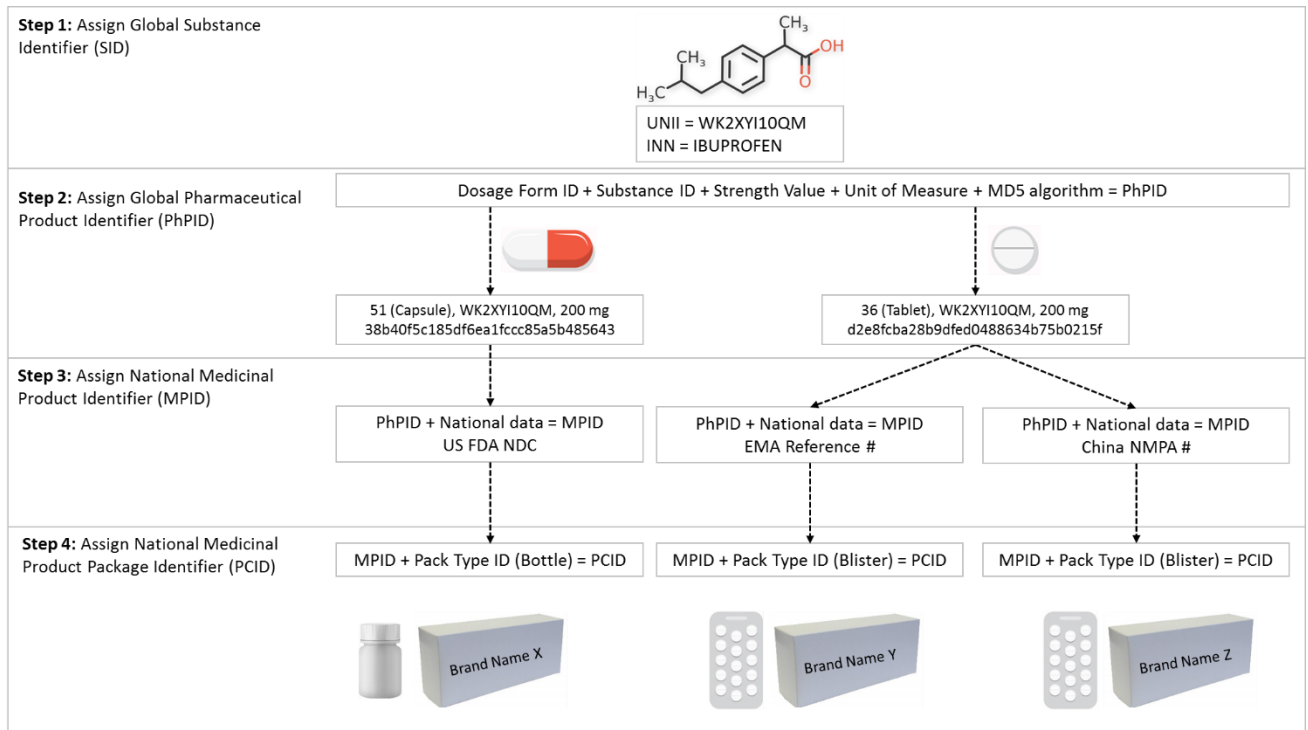 Step 1: Assign Global Substance
Identifier (SID)
CH₃
OH
CH₃
O
H₃C
UNII = WK2XYI10QM
INN = IBUPROFEN
Step 2: Assign Global Pharmaceutical
Product Identifier (PhPID)
Dosage Form ID + Substance ID + Strength Value + Unit of Measure + MD5 algorithm = PhPID
51 (Capsule), WK2XYI10QM, 200 mg
38b40f5c185df6ea1fccc85a5b485643
36 (Tablet), WK2XYI10QM, 200 mg
d2e8fcba28b9dfed0488634b75b0215f
Step 3: Assign National Medicinal
Product Identifier (MPID)
PhPID + National data = MPID
US FDA NDC
PhPID + National data = MPID
EMA Reference #
PhPID + National data = MPID
China NMPA #
Step 4: Assign National Medicinal
Product Package Identifier (PCID)
MPID + Pack Type ID (Bottle) = PCID
MPID + Pack Type ID (Blister) = PCID
MPID + Pack Type ID (Blister) = PCID
Brand Name X
Brand Name Y
Brand Name Z